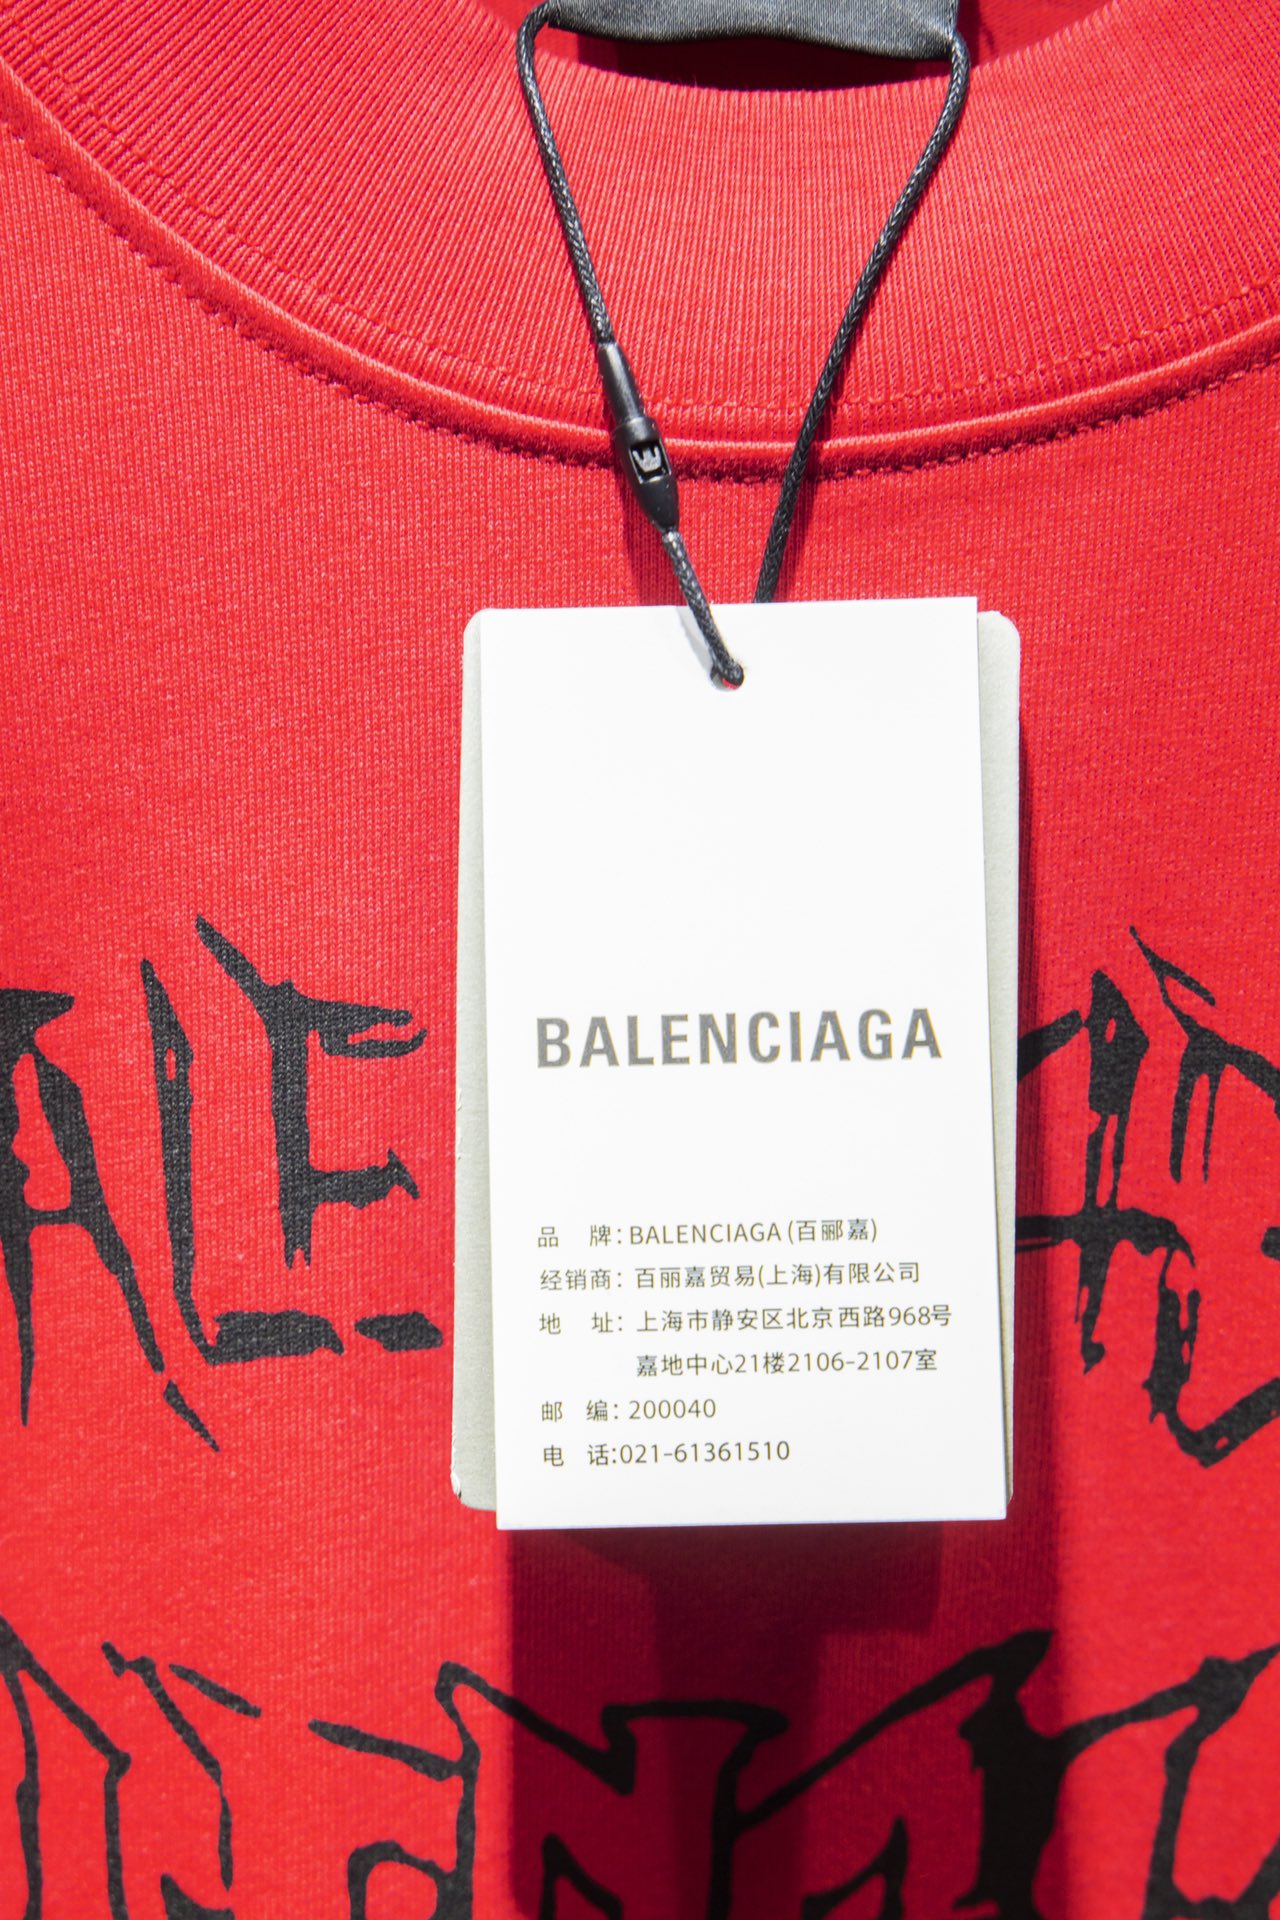 BALENCIAGA
品 牌：BALENCIAGA (百郦嘉)
经销商：百丽嘉贸易(上海)有限公司
地 址：上海市静安区北京西路968号
嘉地中心21楼2106-2107室
邮 编：200040
电 话:021-61361510
ALE